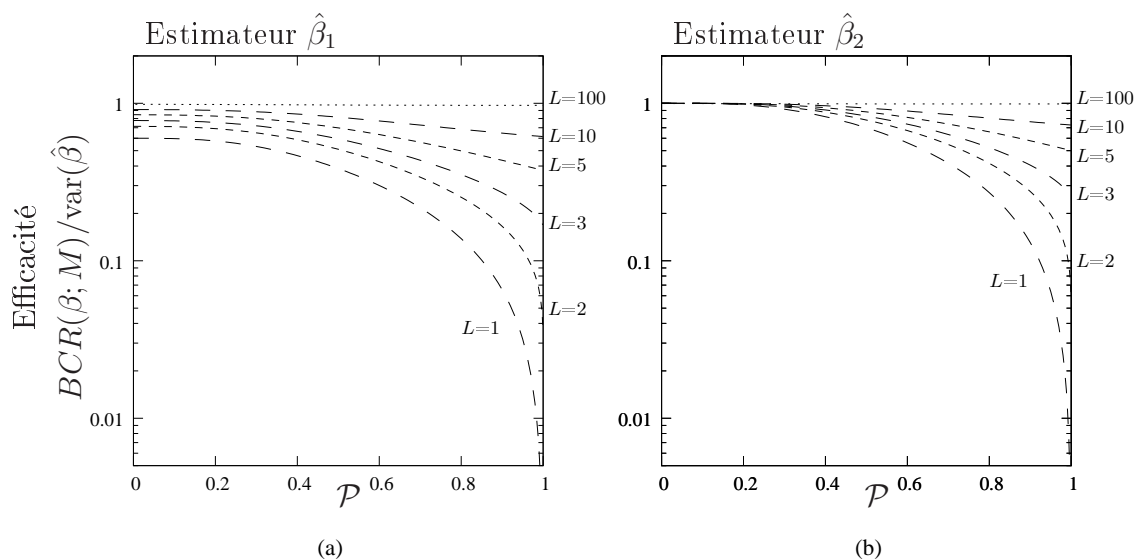 Estimateur β̂₁
Efficacité
BCR(β; M)/var(β̂)
1
0.1
0.01
L=100
L=10
L=5
L=3
L=2
L=1
0 0.2 0.4 0.6 0.8 1
𝒫
(a)
Estimateur β̂₂
1
0.1
0.01
L=100
L=10
L=5
L=3
L=2
L=1
0 0.2 0.4 0.6 0.8 1
𝒫
(b)